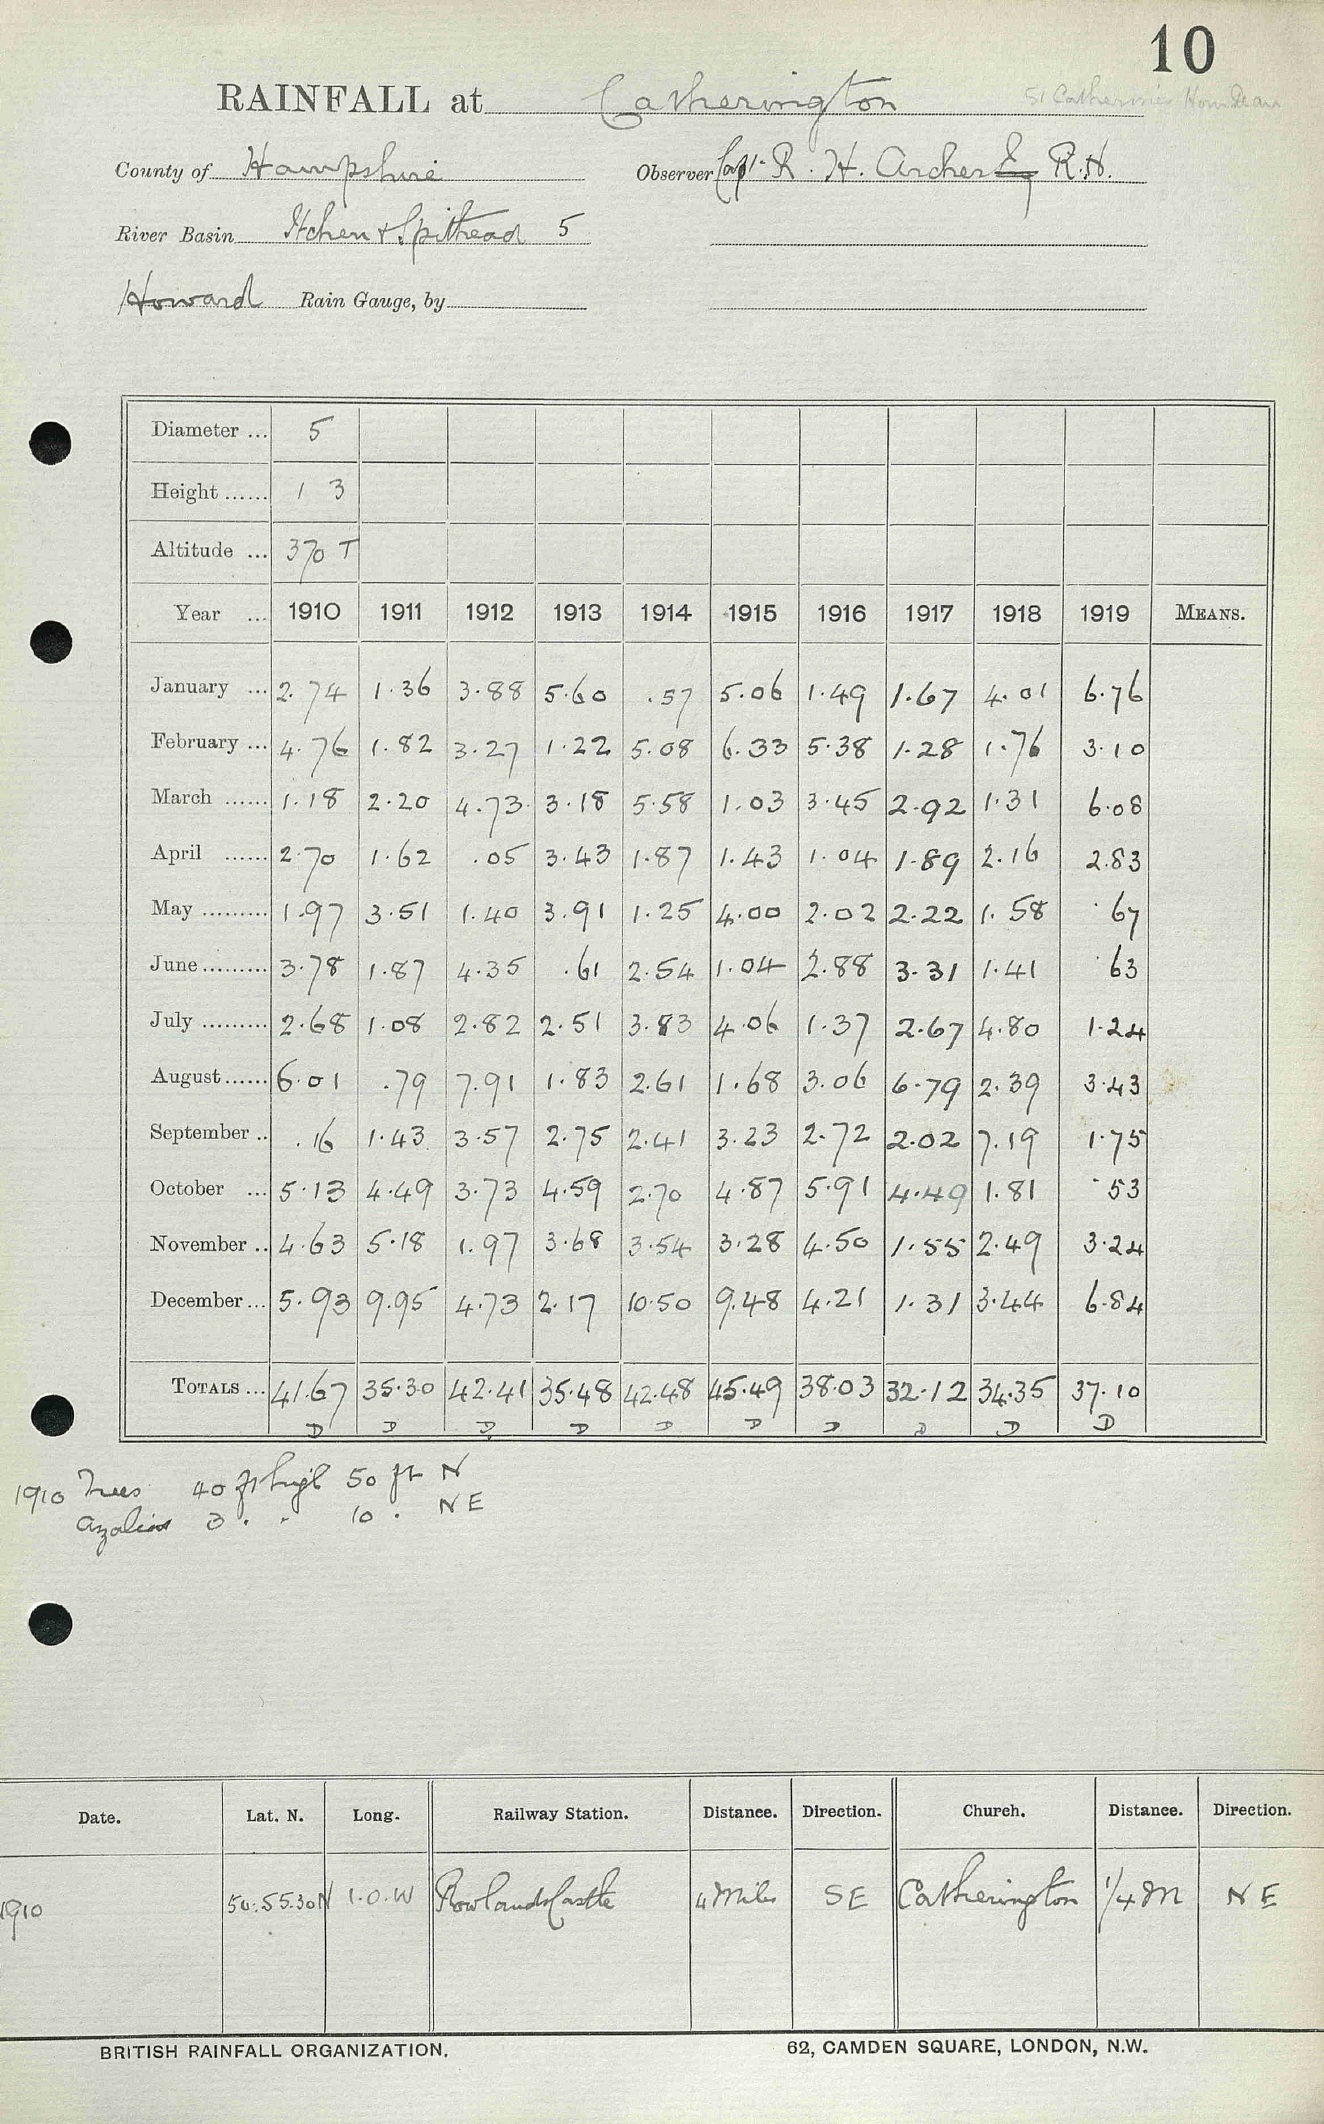 10
RAINFALL at Catherington
County of Hampshire Observer Capt. R. H. Archer Esq R.N.
River Basin Itchen & Spithead 5
Howard Rain Gauge, by
Diameter ... 5
Height ...... 1 3
Altitude ... 370 T
Year ... 1910 1911 1912 1913 1914 1915 1916 1917 1918 1919 MEANS.
January ... 2.74 1.36 3.88 5.60 .57 5.06 1.49 1.67 4.01 6.76
February ... 4.76 1.82 3.27 1.22 5.08 6.33 5.38 1.28 1.76 3.10
March ...... 1.18 2.20 4.73 3.18 5.58 1.03 3.45 2.92 1.31 6.08
April ...... 2.70 1.62 .05 3.43 1.87 1.43 1.04 1.89 2.16 2.83
May ......... 1.97 3.51 1.40 3.91 1.25 4.00 2.02 2.22 1.58 .67
June ......... 3.78 1.87 4.35 .61 2.54 1.04 2.88 3.31 1.41 .63
July ......... 2.68 1.08 2.82 2.51 3.83 4.06 1.37 2.67 4.80 1.24
August ...... 6.01 .79 7.91 1.83 2.61 1.68 3.06 6.79 2.39 3.43
September .. .16 1.43 3.57 2.75 2.41 3.23 2.72 2.02 7.19 1.75
October ... 5.13 4.49 3.73 4.59 2.70 4.87 5.91 4.49 1.81 .53
November .. 4.63 5.18 1.97 3.68 3.54 3.28 4.50 1.55 2.49 3.24
December ... 5.93 9.95 4.73 2.17 10.50 9.48 4.21 1.31 3.44 6.84
TOTALS ... 41.67 35.30 42.41 35.48 42.48 45.49 38.03 32.12 34.35 37.10
D D D D D D D D D D
1910 Trees 40 ft high 50 ft N
azalias 3 . . 10 . NE
Date. Lat. N. Long. Railway Station. Distance. Direction. Church. Distance. Direction.
1910 50.55.30N 1.0.W Rowlands Castle 4 Miles SE Catherington 1/4 M NE
BRITISH RAINFALL ORGANIZATION. 62, CAMDEN SQUARE, LONDON, N.W.